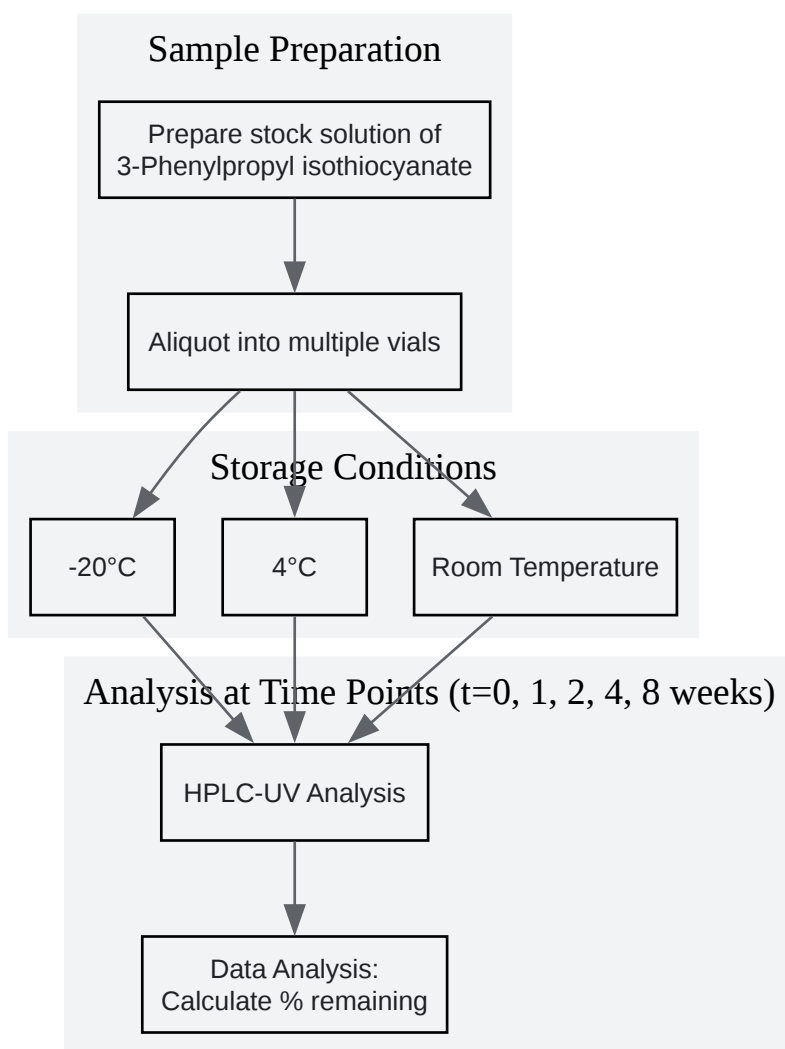 Sample Preparation
Prepare stock solution of
3-Phenylpropyl isothiocyanate
Aliquot into multiple vials
Storage Conditions
-20°C
4°C
Room Temperature
Analysis at Time Points (t=0, 1, 2, 4, 8 weeks)
HPLC-UV Analysis
Data Analysis:
Calculate % remaining